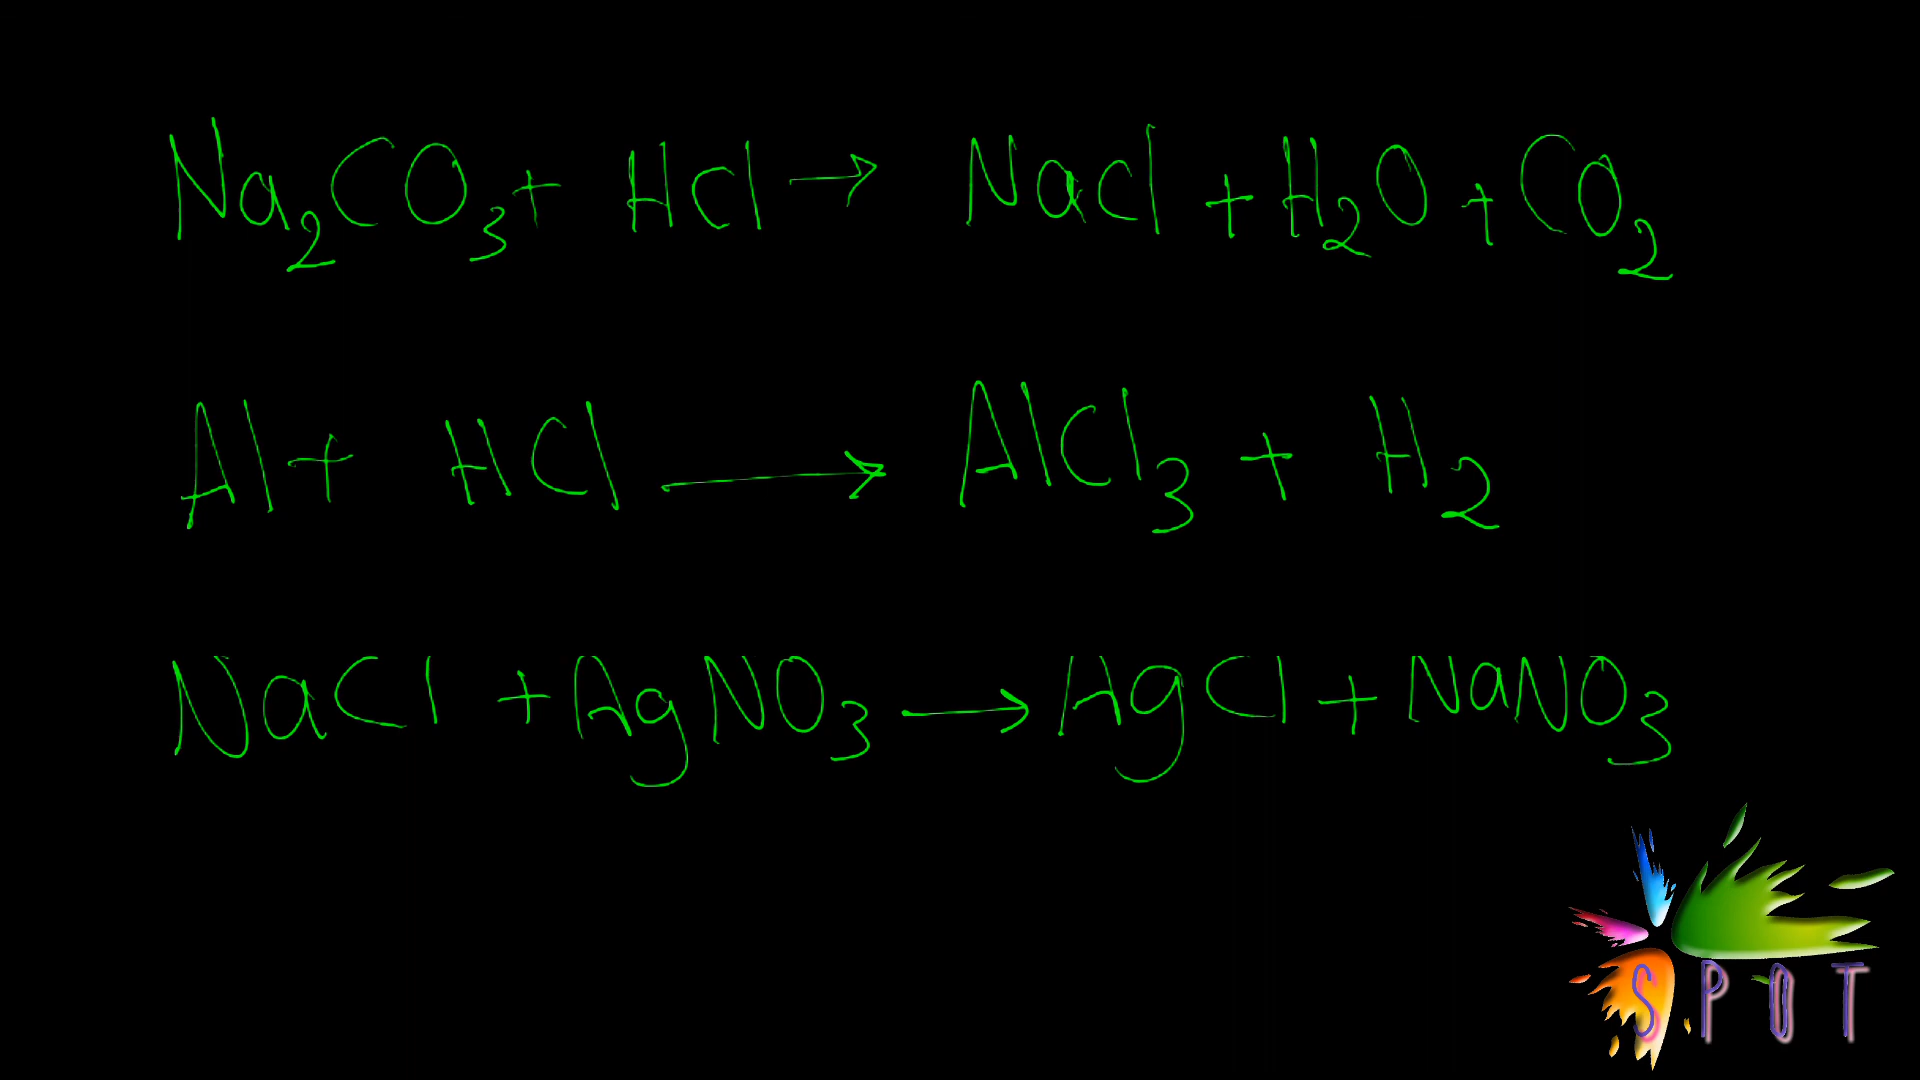 Na₂CO₃+ HCl → NaCl + H₂O + CO₂
Al + HCl → AlCl₃ + H₂
NaCl + AgNO₃ → AgCl + NaNO₃
SPOT